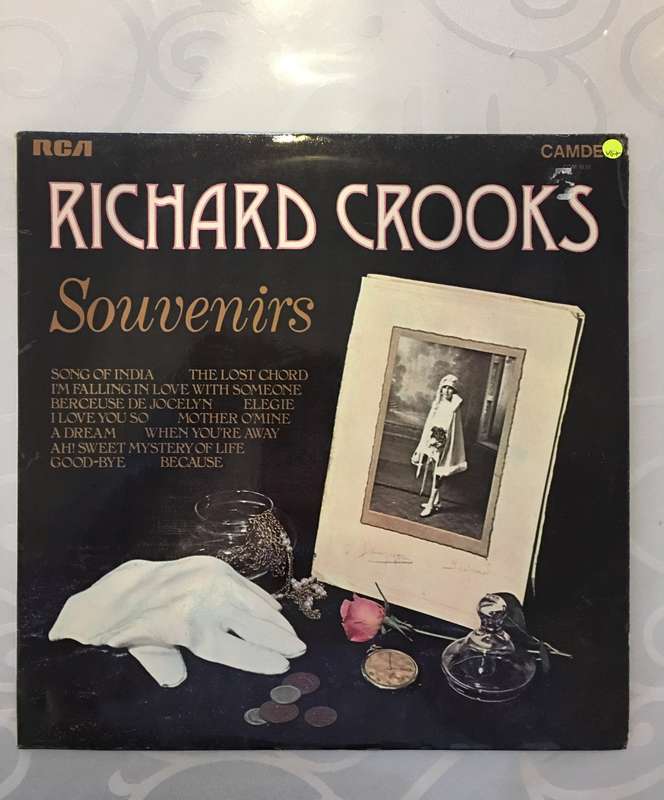 RCA
CAMDE
RICHARD CROOKS
Souvenirs
SONG OF INDIA THE LOST CHORD
I'M FALLING IN LOVE WITH SOMEONE
BERCEUSE DE JOCELYN ELEGIE
I LOVE YOU SO MOTHER O'MINE
A DREAM WHEN YOU'RE AWAY
AH! SWEET MYSTERY OF LIFE
GOOD-BYE BECAUSE